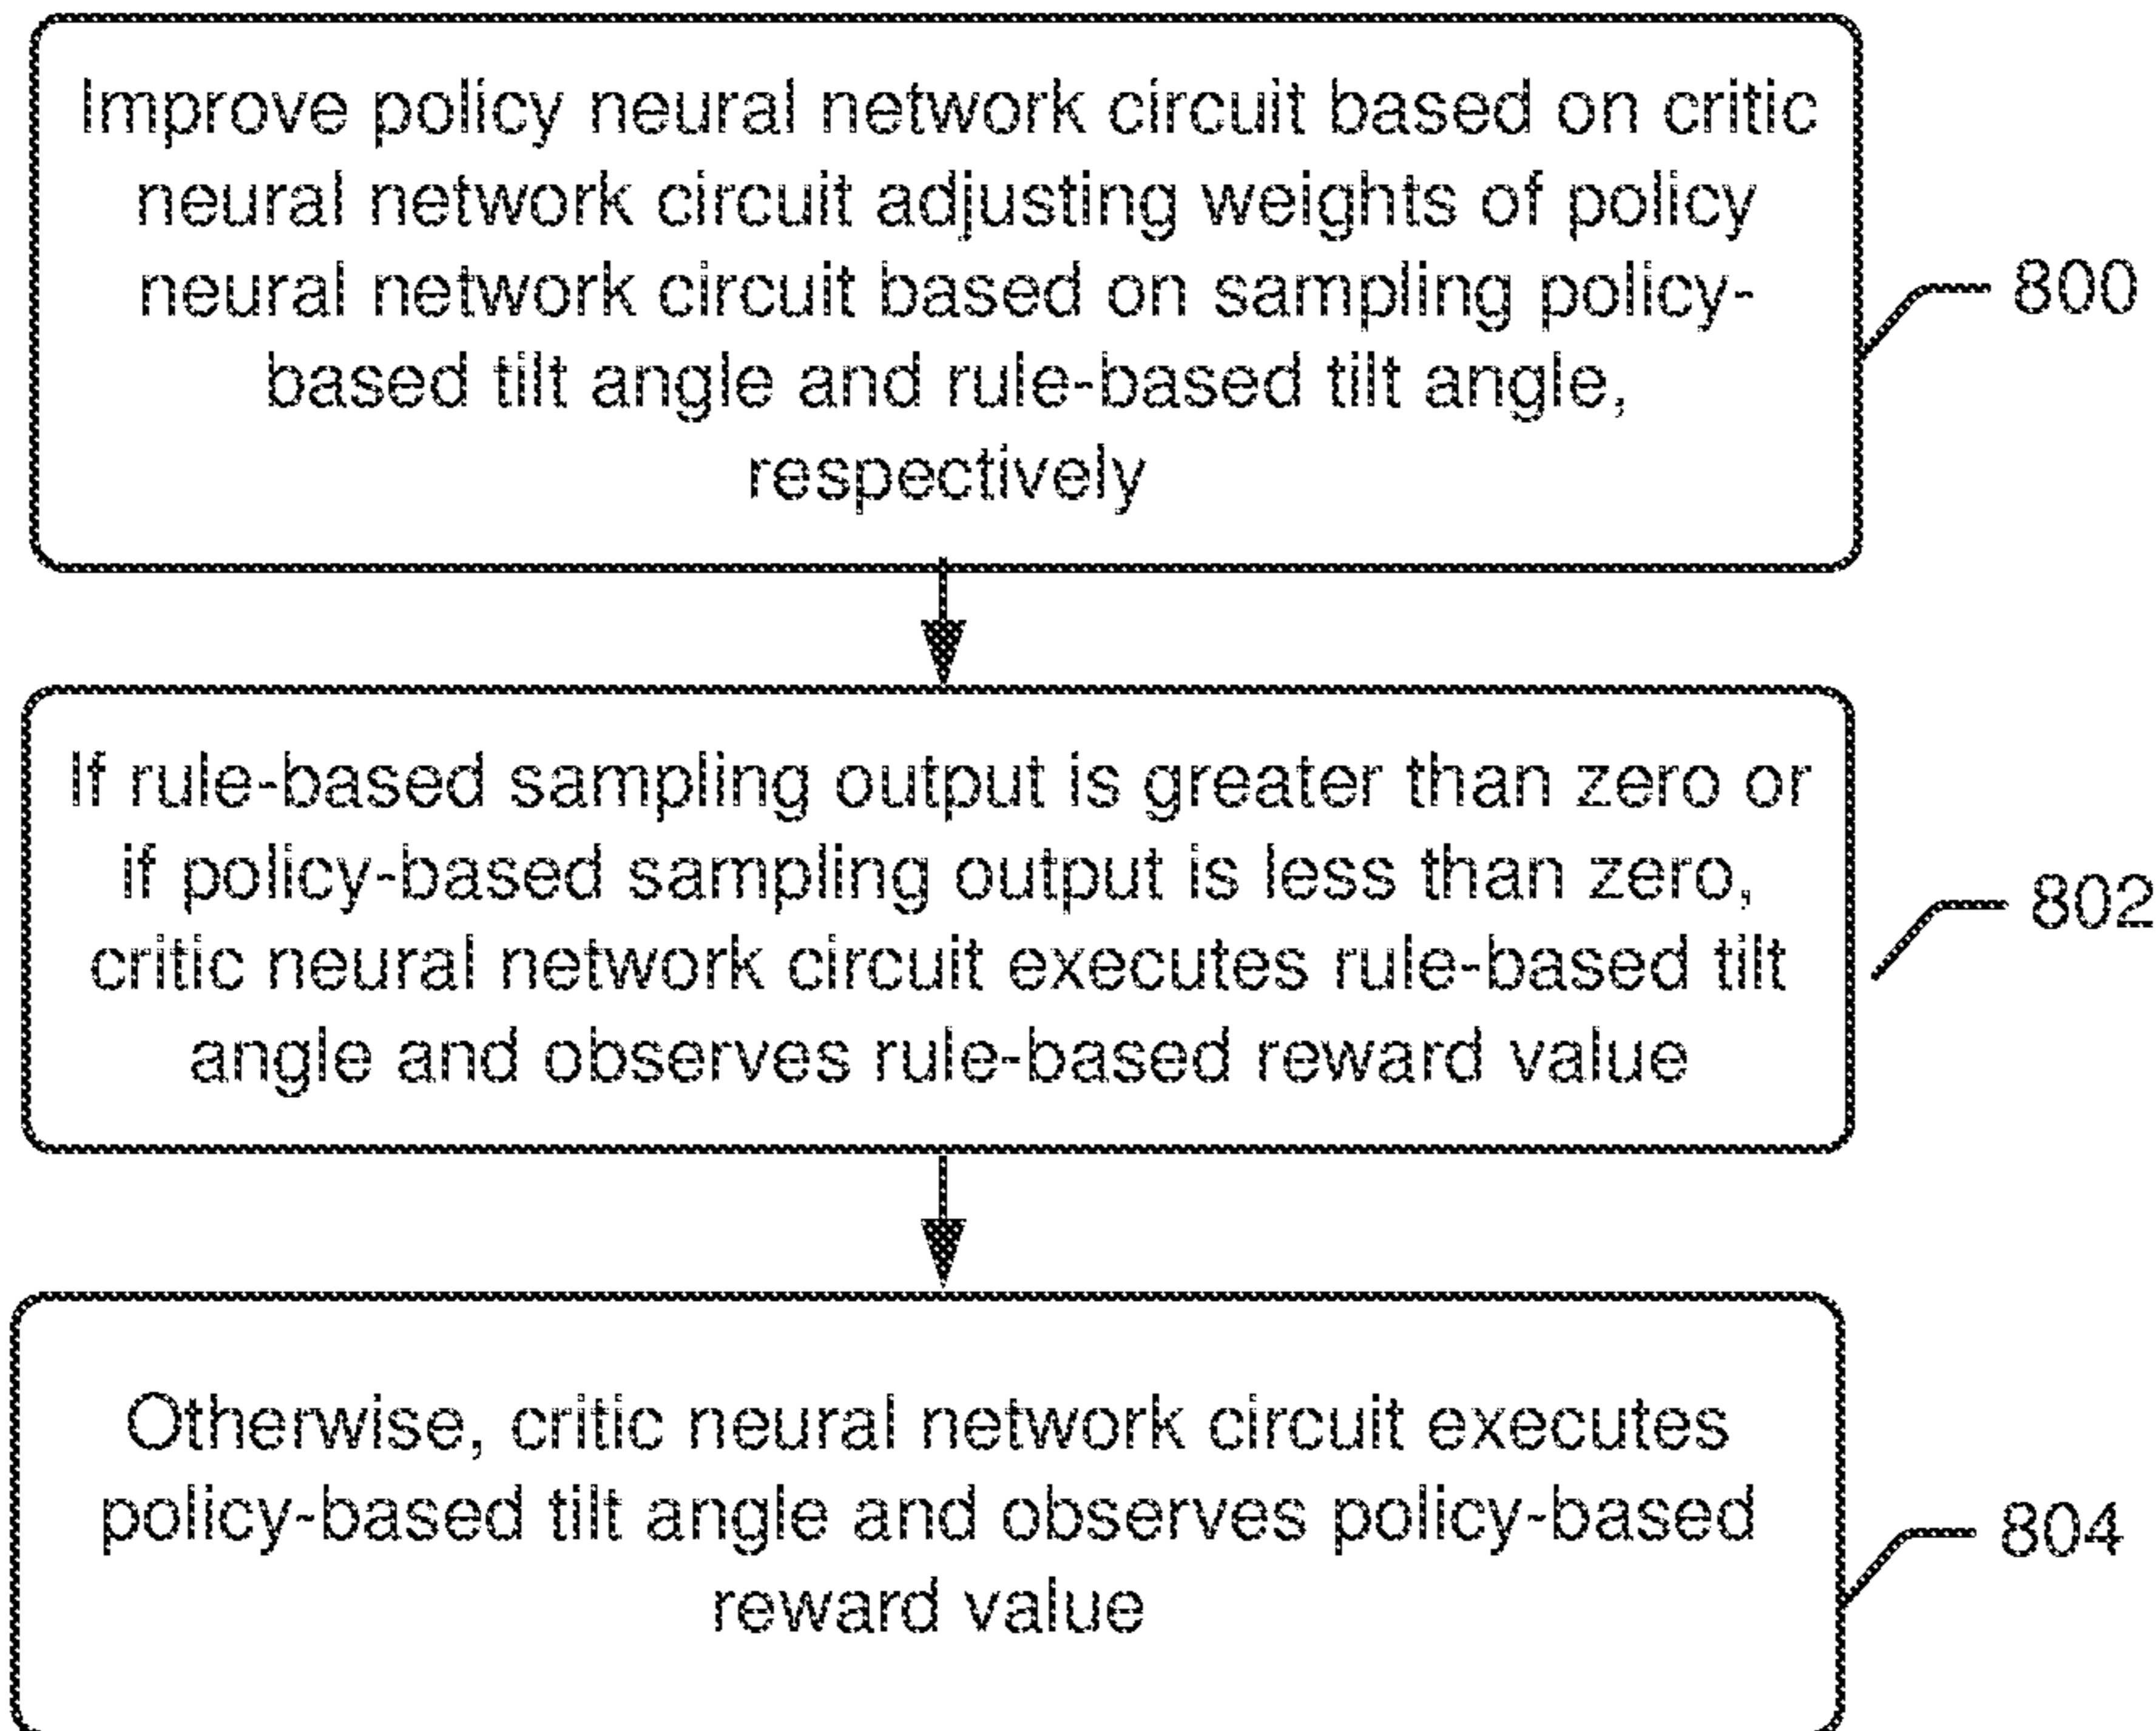 Improve policy neural network circuit based on critic
neural network circuit adjusting weights of policy
neural network circuit based on sampling policy-
based tilt angle and rule-based tilt angle,
respectively
800
If rule-based sampling output is greater than zero or
if policy-based sampling output is less than zero,
critic neural network circuit executes rule-based tilt
angle and observes rule-based reward value
802
Otherwise, critic neural network circuit executes
policy-based tilt angle and observes policy-based
reward value
804